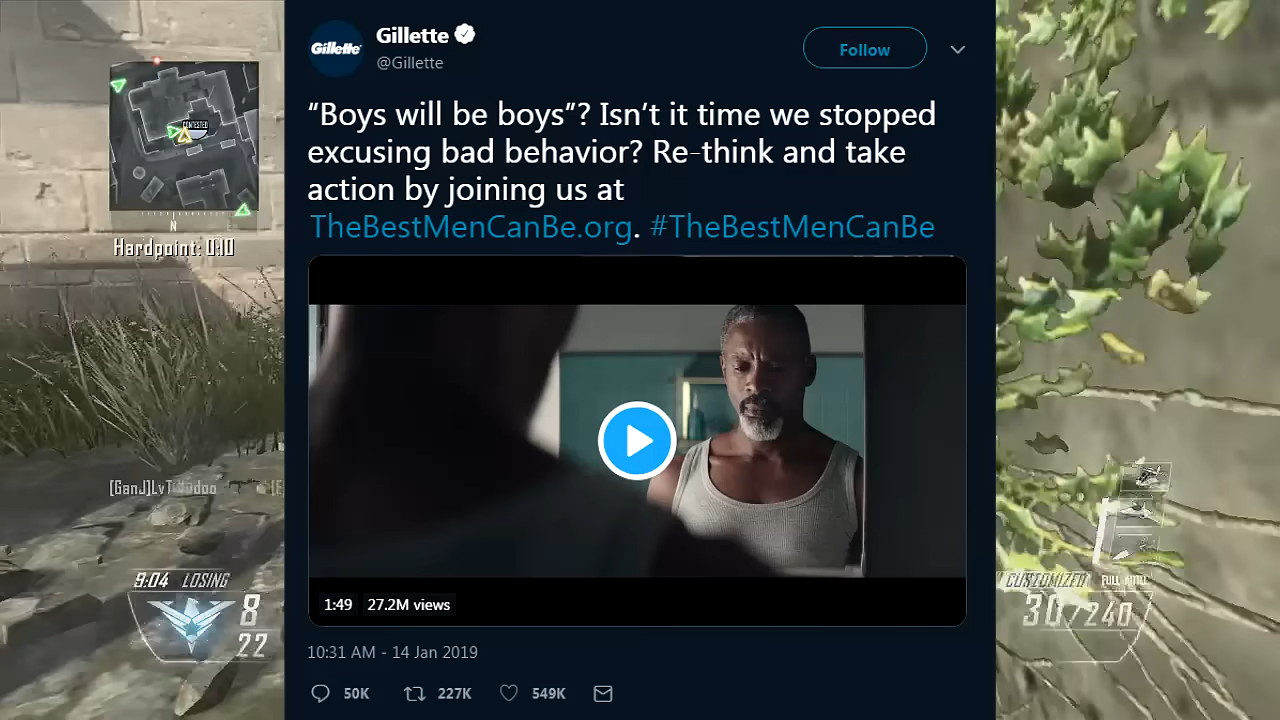 Gillette
Gillette
@Gillette
Follow
“Boys will be boys”? Isn’t it time we stopped
excusing bad behavior? Re-think and take
action by joining us at
TheBestMenCanBe.org. #TheBestMenCanBe
1:49 27.2M views
10:31 AM - 14 Jan 2019
50K 227K 549K
CONTESTED
N
Hardpoint: 0:10
9:04 LOSING
8
22
CUSTOMIZED
30/240